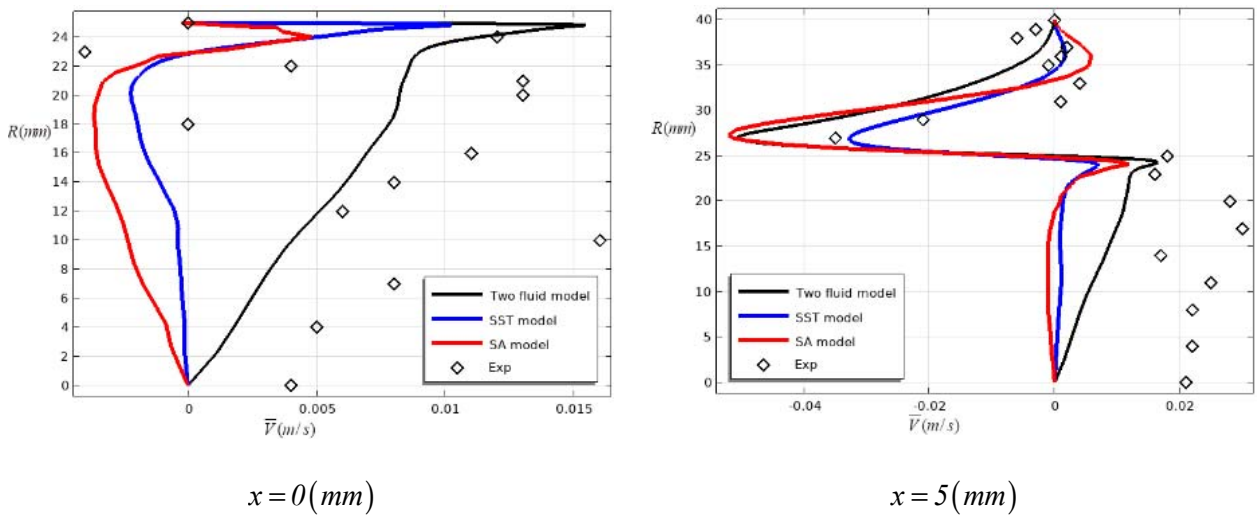 24
22
20
18
R(mm)
16
14
12
10
8
6
4
2
0
Two fluid model
SST model
SA model
Exp
0
0.005
0.01
0.015
V̅(m/s)
x = 0(mm)
40
35
30
R(mm)
25
20
15
10
5
0
Two fluid model
SST model
SA model
Exp
-0.04
-0.02
0
0.02
V̅(m/s)
x = 5(mm)